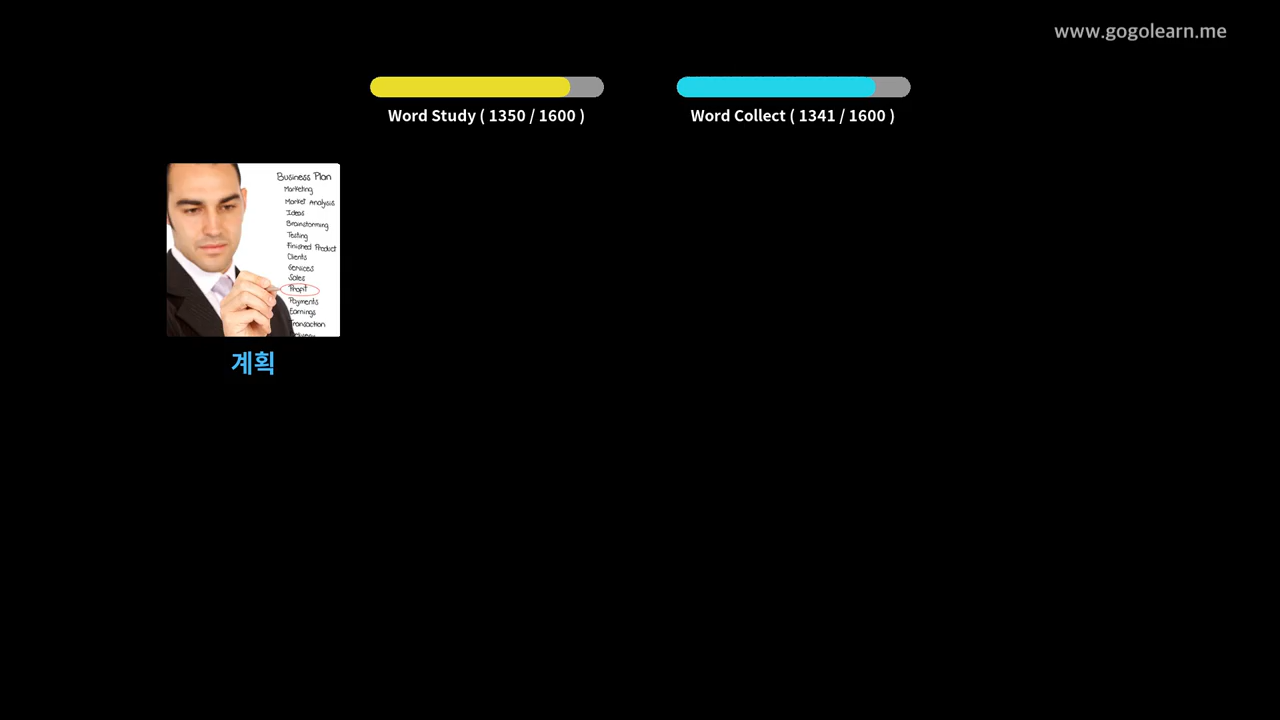 www.gogolearn.me
Word Study ( 1350 / 1600 )
Word Collect ( 1341 / 1600 )
Business Plan
Marketing
Market Analysis
Ideas
Brainstorming
Testing
Finished Product
Clients
Services
Sales
Profit
Payments
Earnings
Transaction
계획